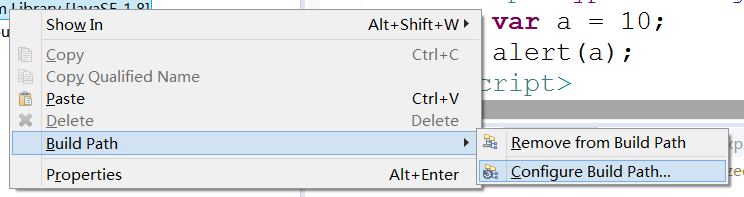 m Library [JavaSE-1.8]
Show In Alt+Shift+W
Copy Ctrl+C
Copy Qualified Name
Paste Ctrl+V
Delete Delete
Build Path
Properties Alt+Enter
var a = 10;
alert(a);
cript>
Remove from Build Path
Configure Build Path...